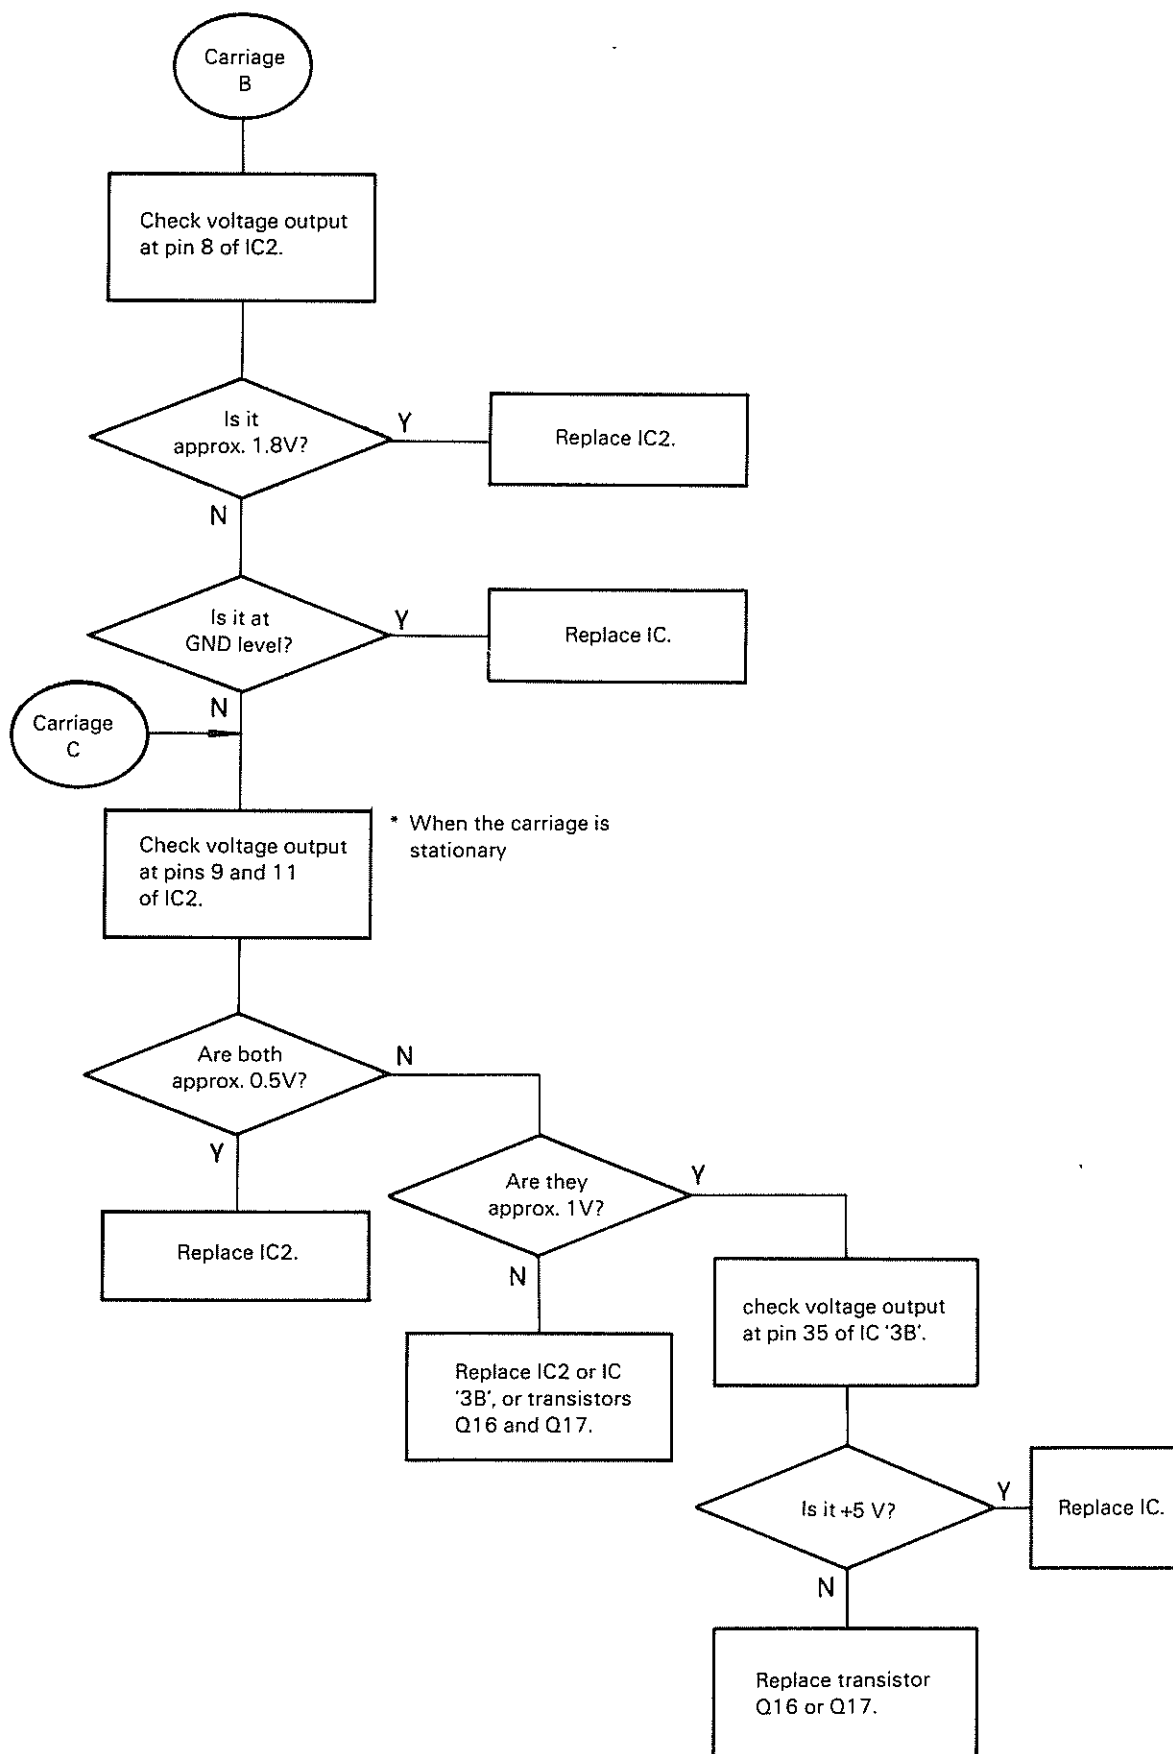 Carriage
B
Check voltage output
at pin 8 of IC2.
Is it
approx. 1.8V?
Y
Replace IC2.
N
Is it at
GND level?
Y
Replace IC.
N
Carriage
C
Check voltage output
at pins 9 and 11
of IC2.
* When the carriage is
stationary
Are both
approx. 0.5V?
N
Y
Replace IC2.
Are they
approx. 1V?
Y
N
Replace IC2 or IC
'3B', or transistors
Q16 and Q17.
check voltage output
at pin 35 of IC '3B'.
Is it +5 V?
Y
Replace IC.
N
Replace transistor
Q16 or Q17.